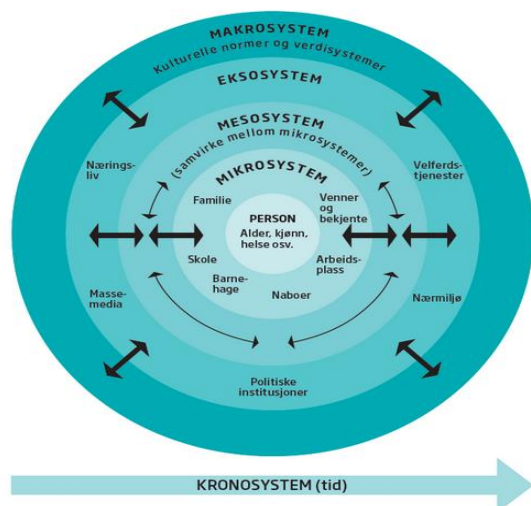 MAKROSYSTEM
Kulturelle normer og verdisystemer
EKSOSYSTEM
MESOSYSTEM
(samvirke mellom mikrosystemer)
MIKROSYSTEM
Nærings-
liv
Velferds-
tjenester
Familie
Venner
og
bekjente
PERSON
Alder, kjønn,
helse osv.
Skole
Arbeids-
plass
Barne-
hage
Naboer
Masse-
media
Nærmiljø
Politiske
institusjoner
KRONOSYSTEM (tid)